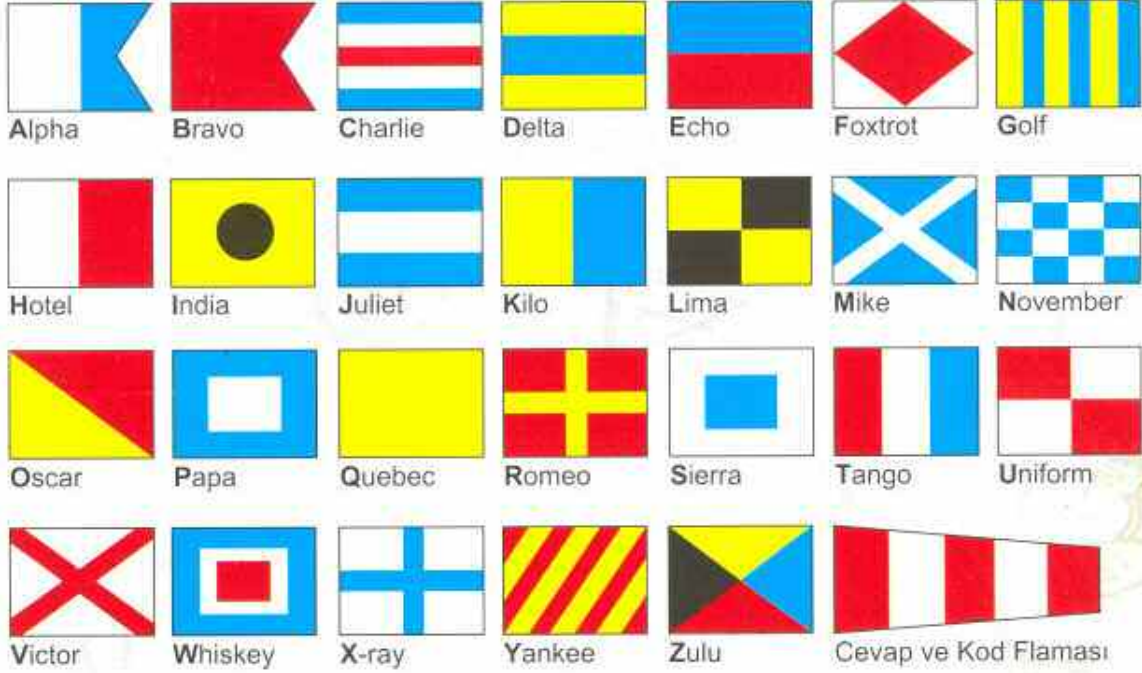 Alpha Bravo Charlie Delta Echo Foxtrot Golf
Hotel India Juliet Kilo Lima Mike November
Oscar Papa Quebec Romeo Sierra Tango Uniform
Victor Whiskey X-ray Yankee Zulu Cevap ve Kod Flaması